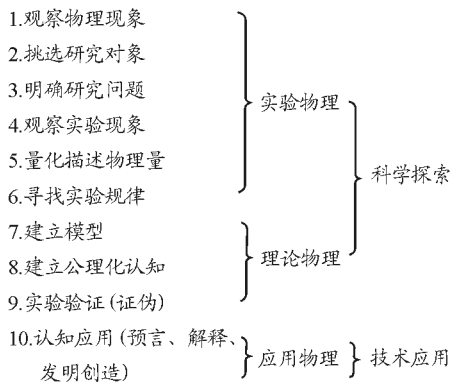 1.观察物理现象
2.挑选研究对象
3.明确研究问题
4.观察实验现象
5.量化描述物理量
6.寻找实验规律
实验物理
7.建立模型
8.建立公理化认知
9.实验验证(证伪)
理论物理
科学探索
10.认知应用(预言、解释、
发明创造)
应用物理
技术应用